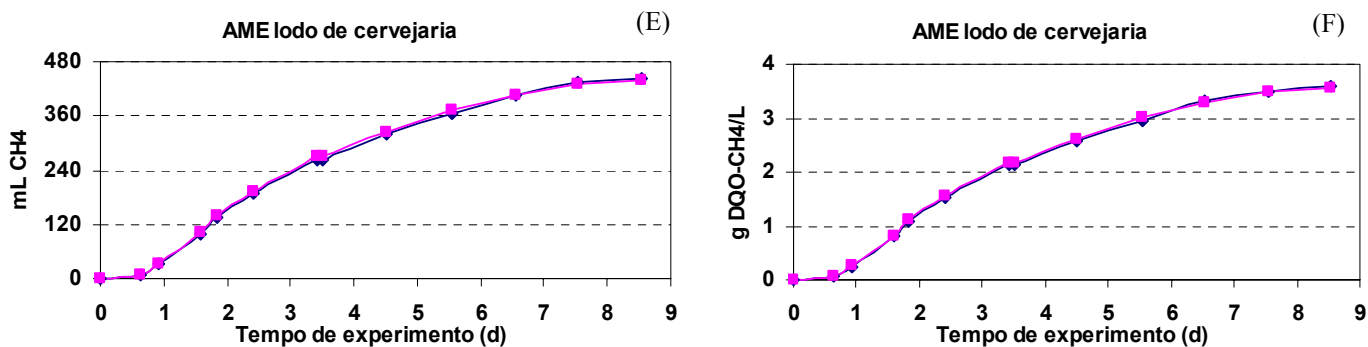 AME lodo de cervejaria
(E)
mL CH4
480
360
240
120
0
0 1 2 3 4 5 6 7 8 9
Tempo de experimento (d)
AME lodo de cervejaria
(F)
g DQO-CH4/L
4
3
2
1
0
0 1 2 3 4 5 6 7 8 9
Tempo de experimento (d)